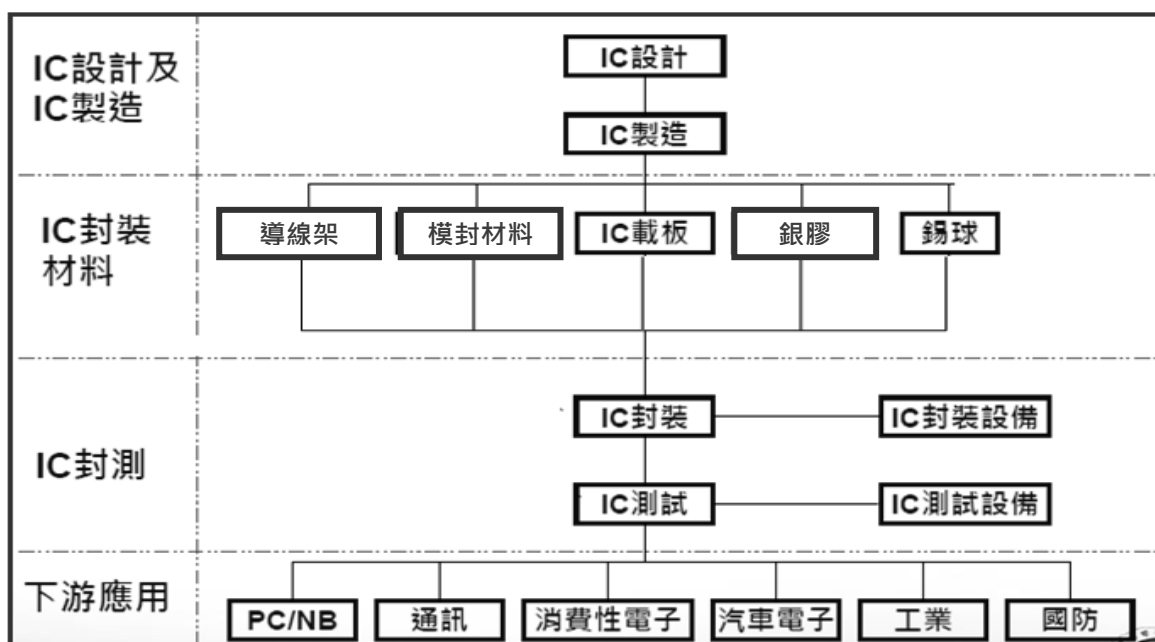 IC設計及
IC製造
IC設計
IC製造
IC封裝
材料
導線架
模封材料
IC載板
銀膠
錫球
IC封測
IC封裝
IC封裝設備
IC測試
IC測試設備
下游應用
PC/NB
通訊
消費性電子
汽車電子
工業
國防